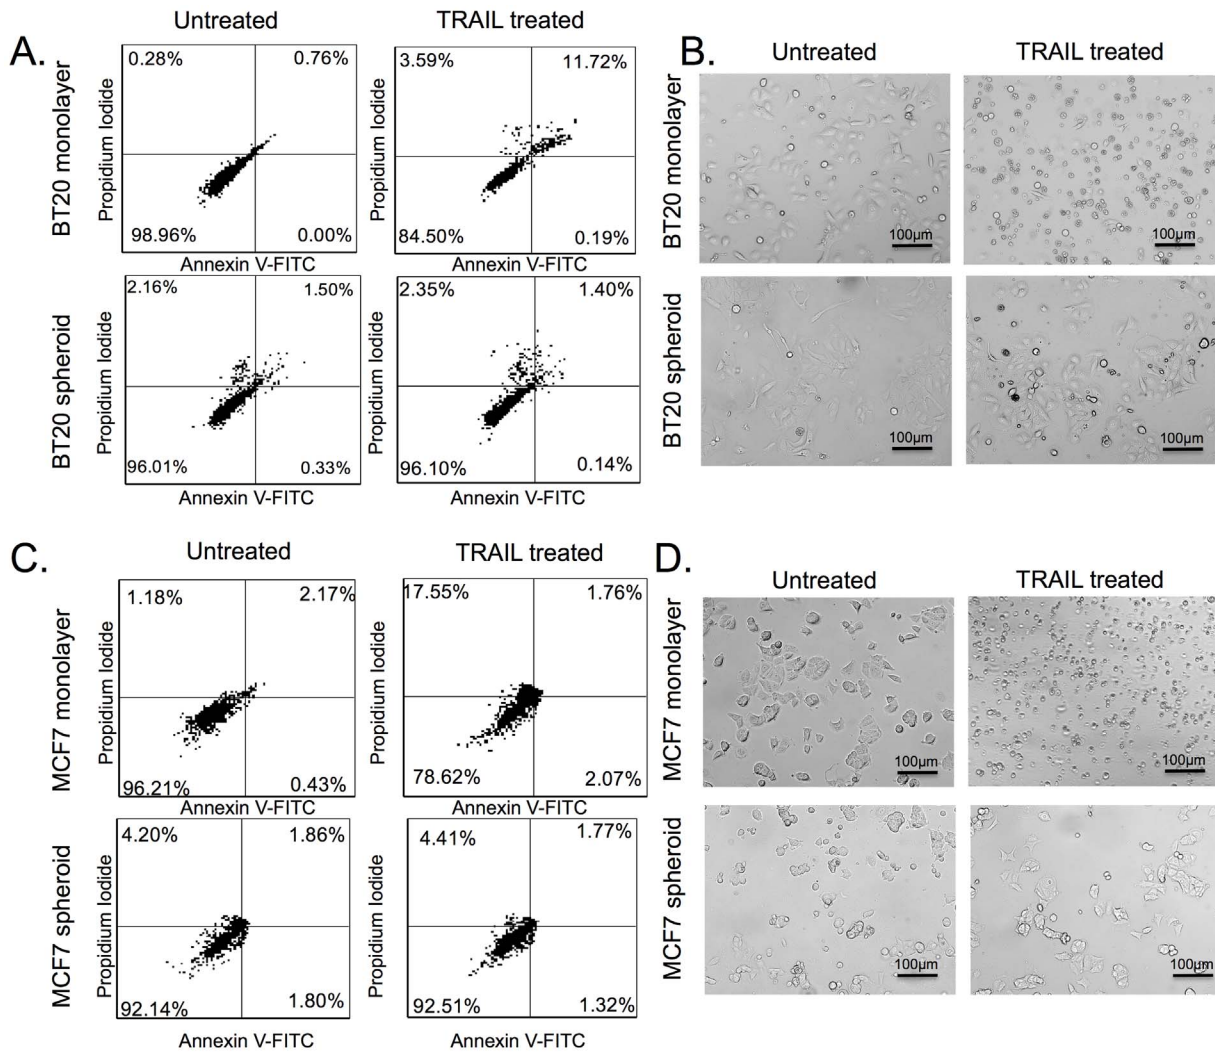 A.
Untreated
TRAIL treated
BT20 monolayer
Propidium Iodide
0.28%
0.76%
98.96%
0.00%
Annexin V-FITC
Propidium Iodide
3.59%
11.72%
84.50%
0.19%
Annexin V-FITC
BT20 spheroid
Propidium Iodide
2.16%
1.50%
96.01%
0.33%
Annexin V-FITC
Propidium Iodide
2.35%
1.40%
96.10%
0.14%
Annexin V-FITC
B.
Untreated
TRAIL treated
BT20 monolayer
100µm
100µm
BT20 spheroid
100µm
100µm
C.
Untreated
TRAIL treated
MCF7 monolayer
Propidium Iodide
1.18%
2.17%
96.21%
0.43%
Annexin V-FITC
Propidium Iodide
17.55%
1.76%
78.62%
2.07%
Annexin V-FITC
MCF7 spheroid
Propidium Iodide
4.20%
1.86%
92.14%
1.80%
Annexin V-FITC
Propidium Iodide
4.41%
1.77%
92.51%
1.32%
Annexin V-FITC
D.
Untreated
TRAIL treated
MCF7 monolayer
100µm
100µm
MCF7 spheroid
100µm
100µm